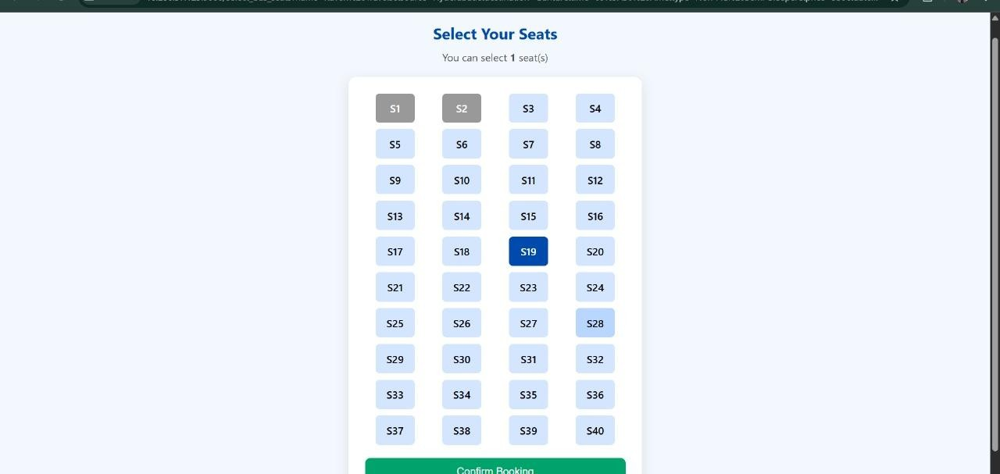 Select Your Seats
You can select 1 seat(s)
S1 S2 S3 S4
S5 S6 S7 S8
S9 S10 S11 S12
S13 S14 S15 S16
S17 S18 S19 S20
S21 S22 S23 S24
S25 S26 S27 S28
S29 S30 S31 S32
S33 S34 S35 S36
S37 S38 S39 S40
Confirm Booking